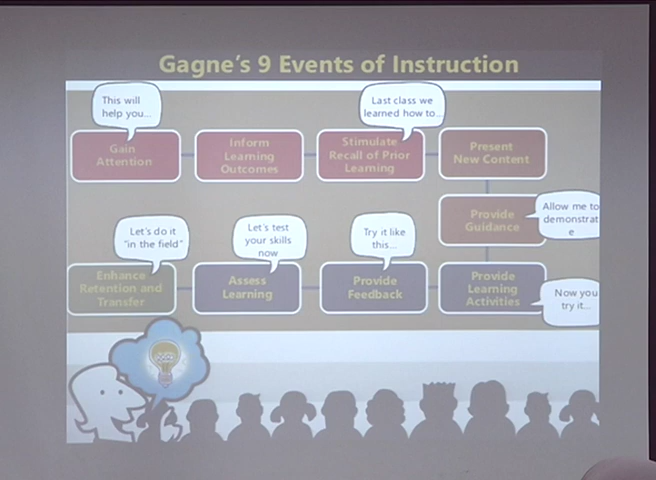 Gagne's 9 Events of Instruction
This will
help you...
Last class we
learned how to...
Gain
Attention
Inform
Learning
Outcomes
Stimulate
Recall of Prior
Learning
Present
New Content
Provide
Guidance
Allow me to
demonstrat
e
Let's do it
"in the field"
Let's test
your skills
now
Try it like
this...
Enhance
Retention and
Transfer
Assess
Learning
Provide
Feedback
Provide
Learning
Activities
Now you
try it...